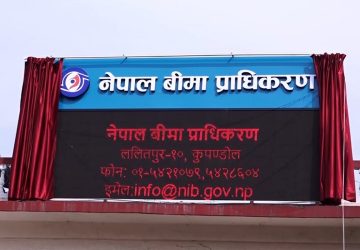 नेपाल बीमा प्राधिकरण
नेपाल बीमा प्राधिकरण
ललितपुर-१०, कुपण्डोल
फोन: ०१-५४२१०७९,५४२८६०४
इमेल:info@nib.gov.np